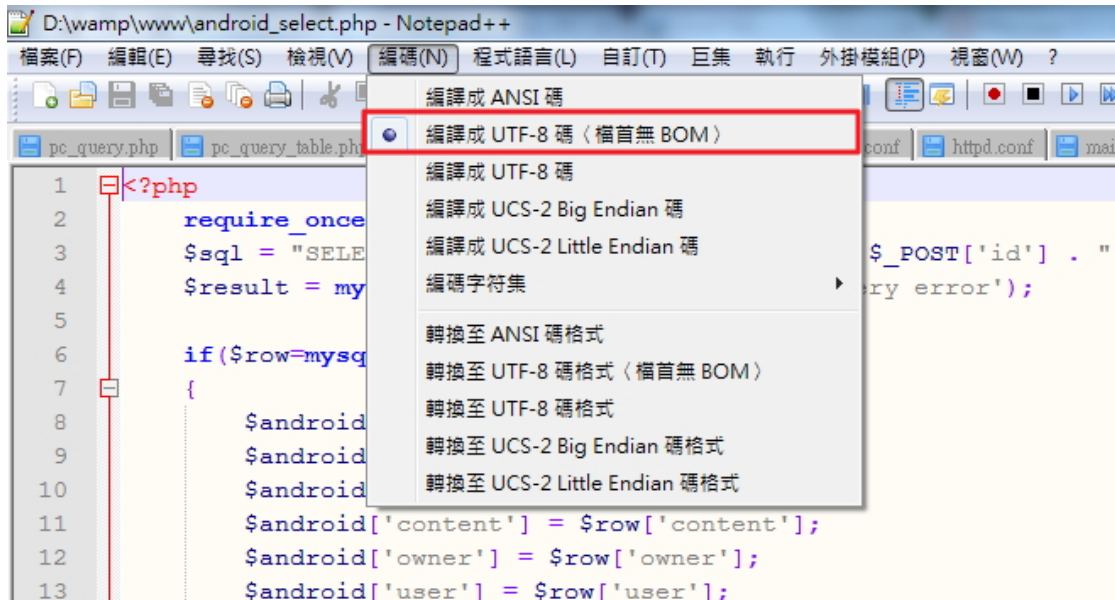 D:\wamp\www\android_select.php - Notepad++
檔案(F) 編輯(E) 尋找(S) 檢視(V) 編碼(N) 程式語言(L) 自訂(T) 巨集 執行 外掛模組(P) 視窗(W) ?
編譯成 ANSI 碼
編譯成 UTF-8 碼（檔首無 BOM）
編譯成 UTF-8 碼
編譯成 UCS-2 Big Endian 碼
編譯成 UCS-2 Little Endian 碼
編碼字符集
轉換至 ANSI 碼格式
轉換至 UTF-8 碼格式（檔首無 BOM）
轉換至 UTF-8 碼格式
轉換至 UCS-2 Big Endian 碼格式
轉換至 UCS-2 Little Endian 碼格式
pc_query.php pc_query_table.php conf httpd.conf mai
1 <?php
2 require_once
3 $sql = "SELE $_POST['id'] . "
4 $result = my ry error');
5
6 if($row=mysq
7 {
8 $android
9 $android
10 $android
11 $android['content'] = $row['content'];
12 $android['owner'] = $row['owner'];
13 $android['user'] = $row['user'];